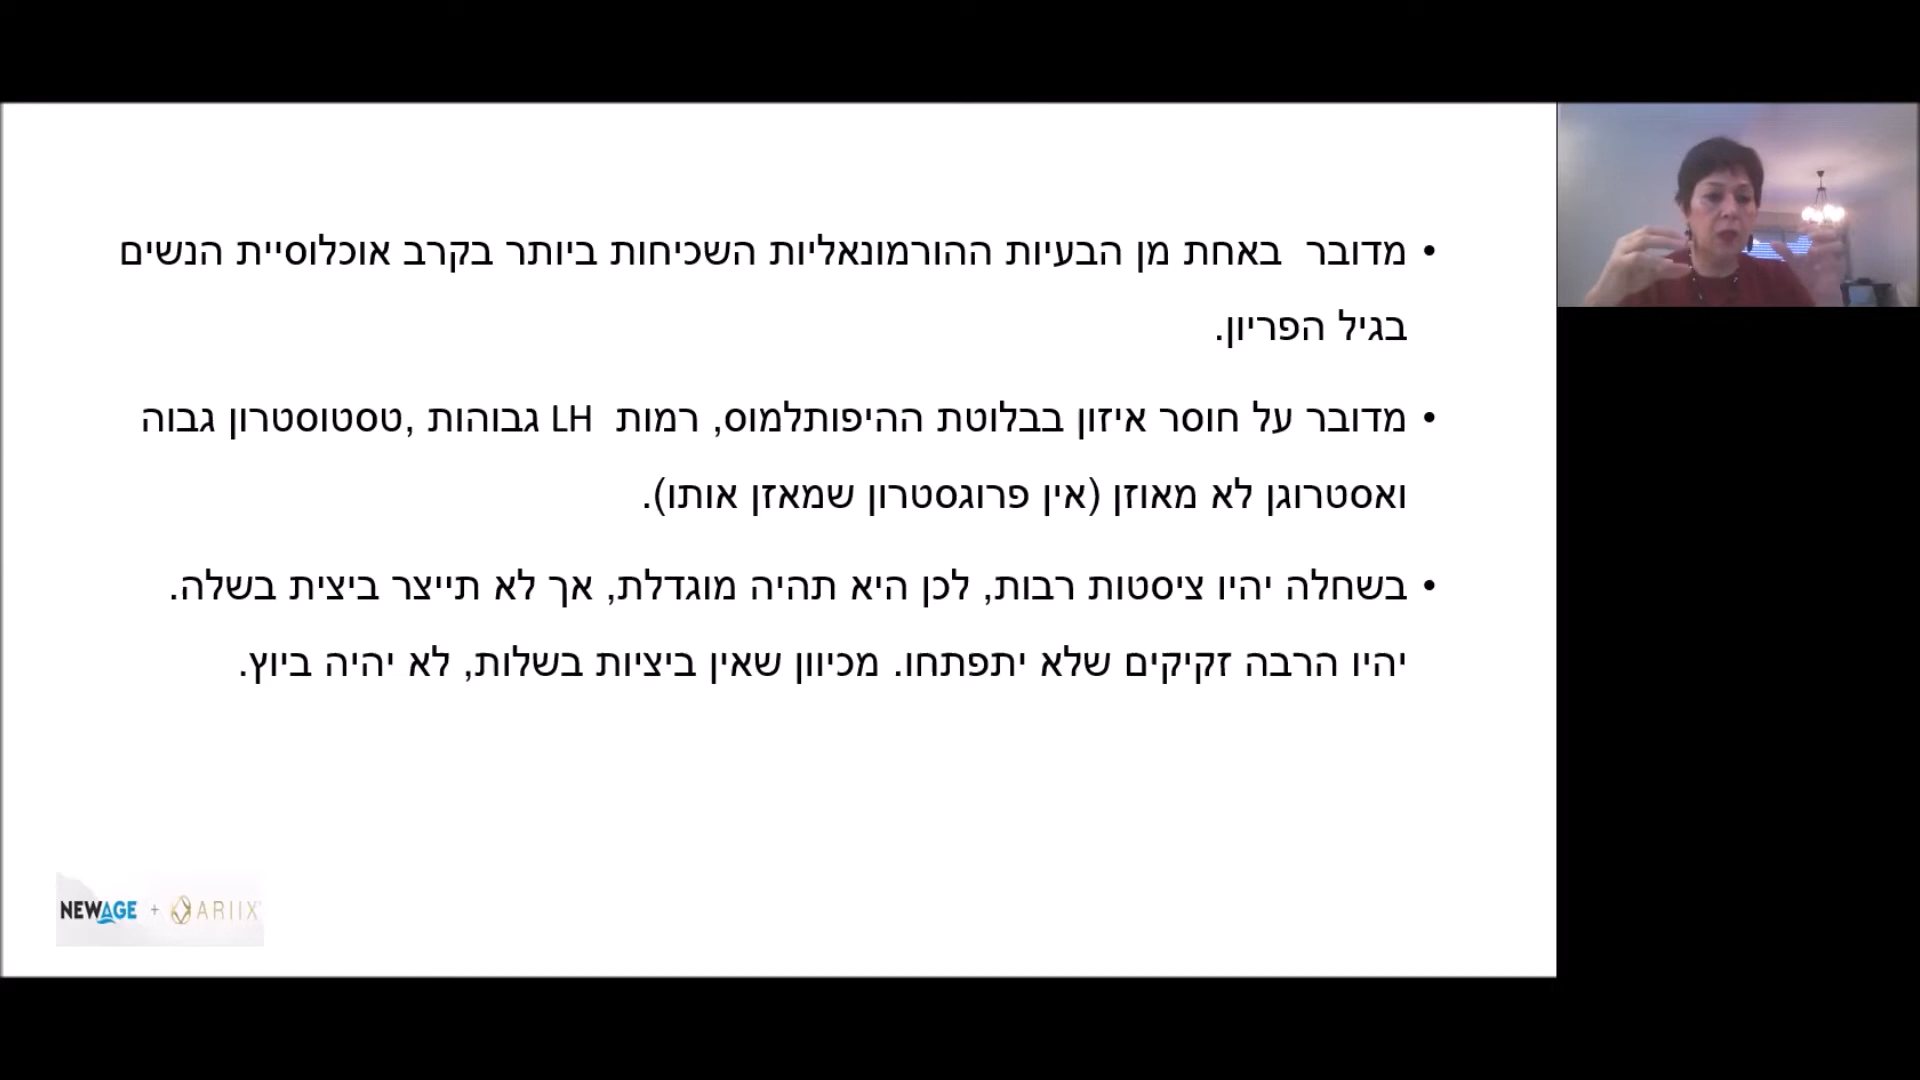 • מדובר  באחת מן הבעיות ההורמונאליות השכיחות ביותר בקרב אוכלוסיית הנשים
בגיל הפריון.
• מדובר על חוסר איזון בבלוטת ההיפותלמוס, רמות  LH גבוהות ,טסטוסטרון גבוה
ואסטרוגן לא מאוזן (אין פרוגסטרון שמאזן אותו).
• בשחלה יהיו ציסטות רבות, לכן היא תהיה מוגדלת, אך לא תייצר ביצית בשלה.
יהיו הרבה זקיקים שלא יתפתחו. מכיוון שאין ביציות בשלות, לא יהיה ביוץ.
NEWAGE + ARIIX